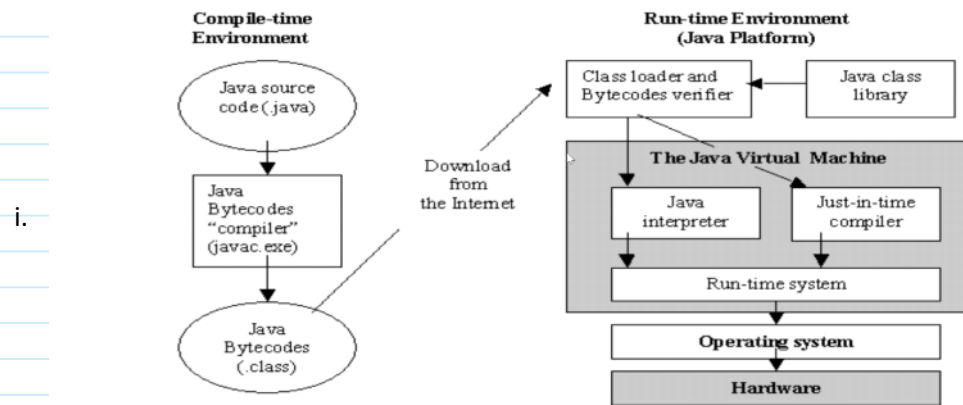 Compile-time
Environment
Java source
code (.java)
i.
Java
Bytecodes
“compiler”
(javac.exe)
Java
Bytecodes
(.class)
Download
from
the Internet
Run-time Environment
(Java Platform)
Class loader and
Bytecodes verifier
Java class
library
The Java Virtual Machine
Java
interpreter
Just-in-time
compiler
Run-time system
Operating system
Hardware